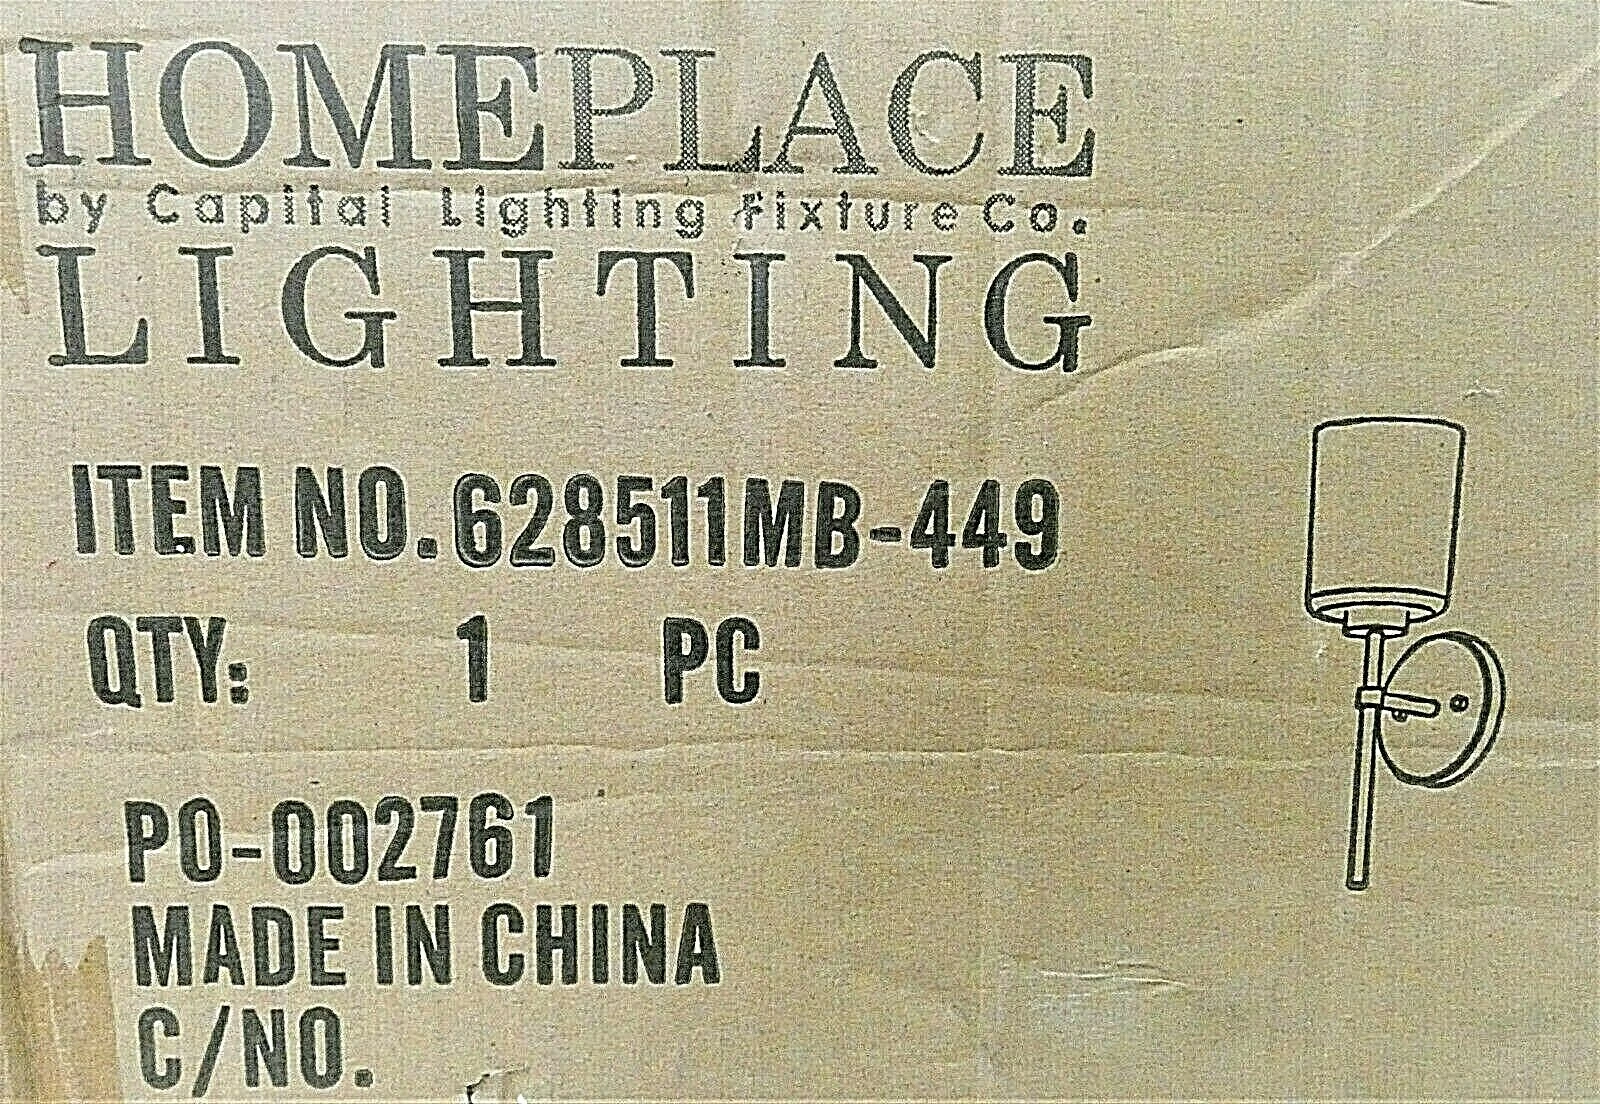 HOMEPLACE
by Capital Lighting Fixture Co.
LIGHTING
ITEM NO. 628511MB-449
QTY: 1 PC
PO-002761
MADE IN CHINA
C/NO.